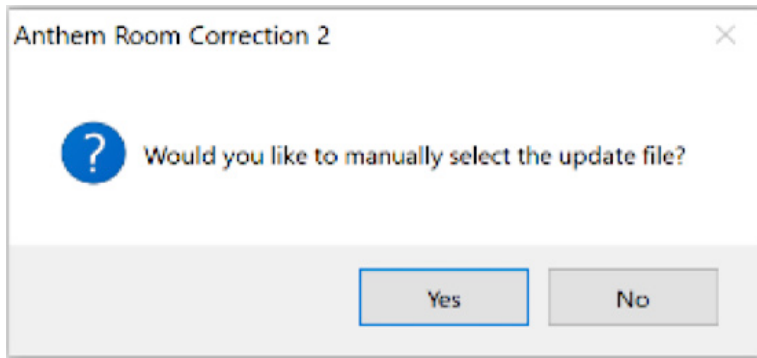 Anthem Room Correction 2
Would you like to manually select the update file?
Yes
No